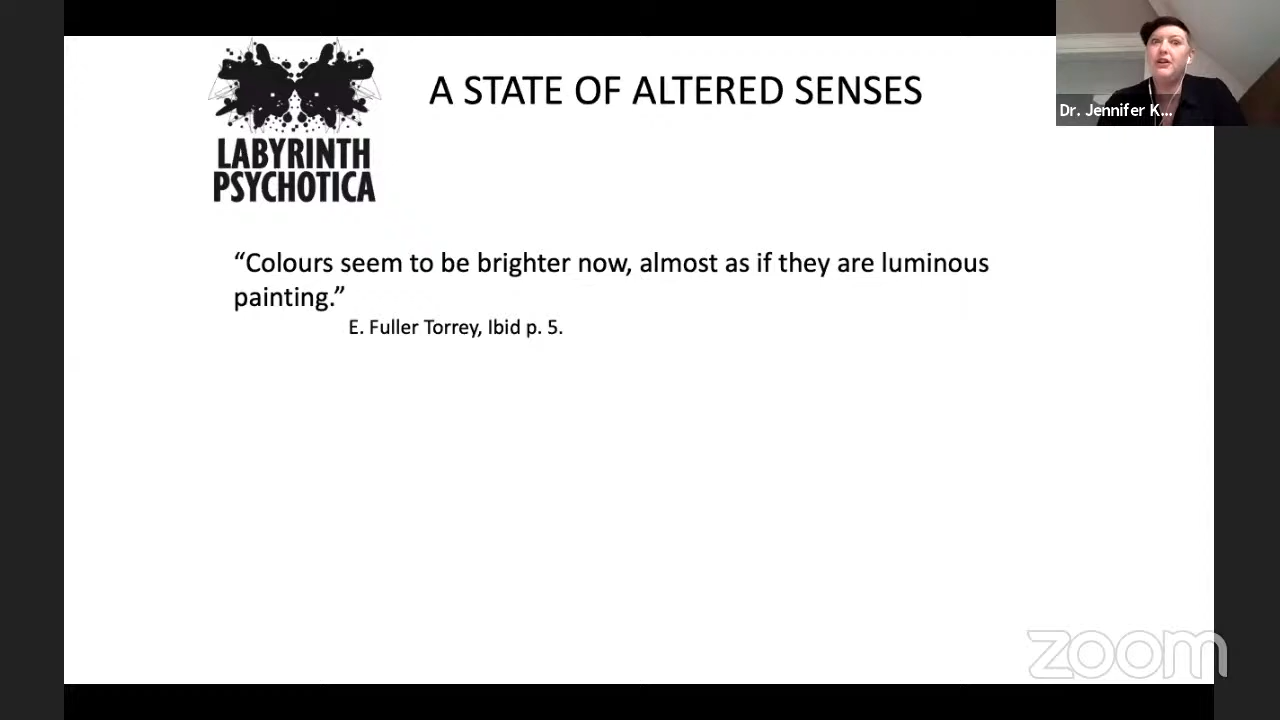 A STATE OF ALTERED SENSES
LABYRINTH
PSYCHOTICA
Dr. Jennifer K...
“Colours seem to be brighter now, almost as if they are luminous
painting.”
E. Fuller Torrey, Ibid p. 5.
zoom